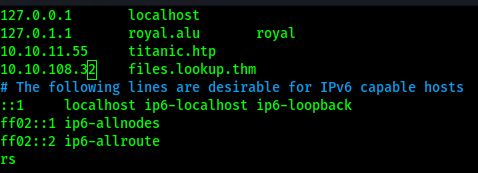 127.0.0.1 localhost
127.0.1.1 royal.alu royal
10.10.11.55 titanic.htp
10.10.108.32 files.lookup.thm
# The following lines are desirable for IPv6 capable hosts
::1 localhost ip6-localhost ip6-loopback
ff02::1 ip6-allnodes
ff02::2 ip6-allroute
rs